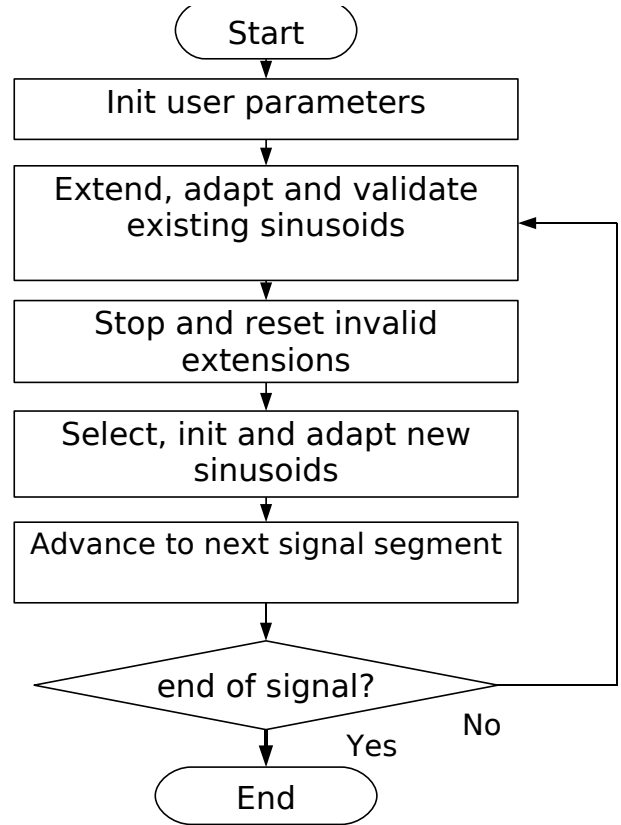 Start
Init user parameters
Extend, adapt and validate
existing sinusoids
Stop and reset invalid
extensions
Select, init and adapt new
sinusoids
Advance to next signal segment
end of signal?
No
Yes
End